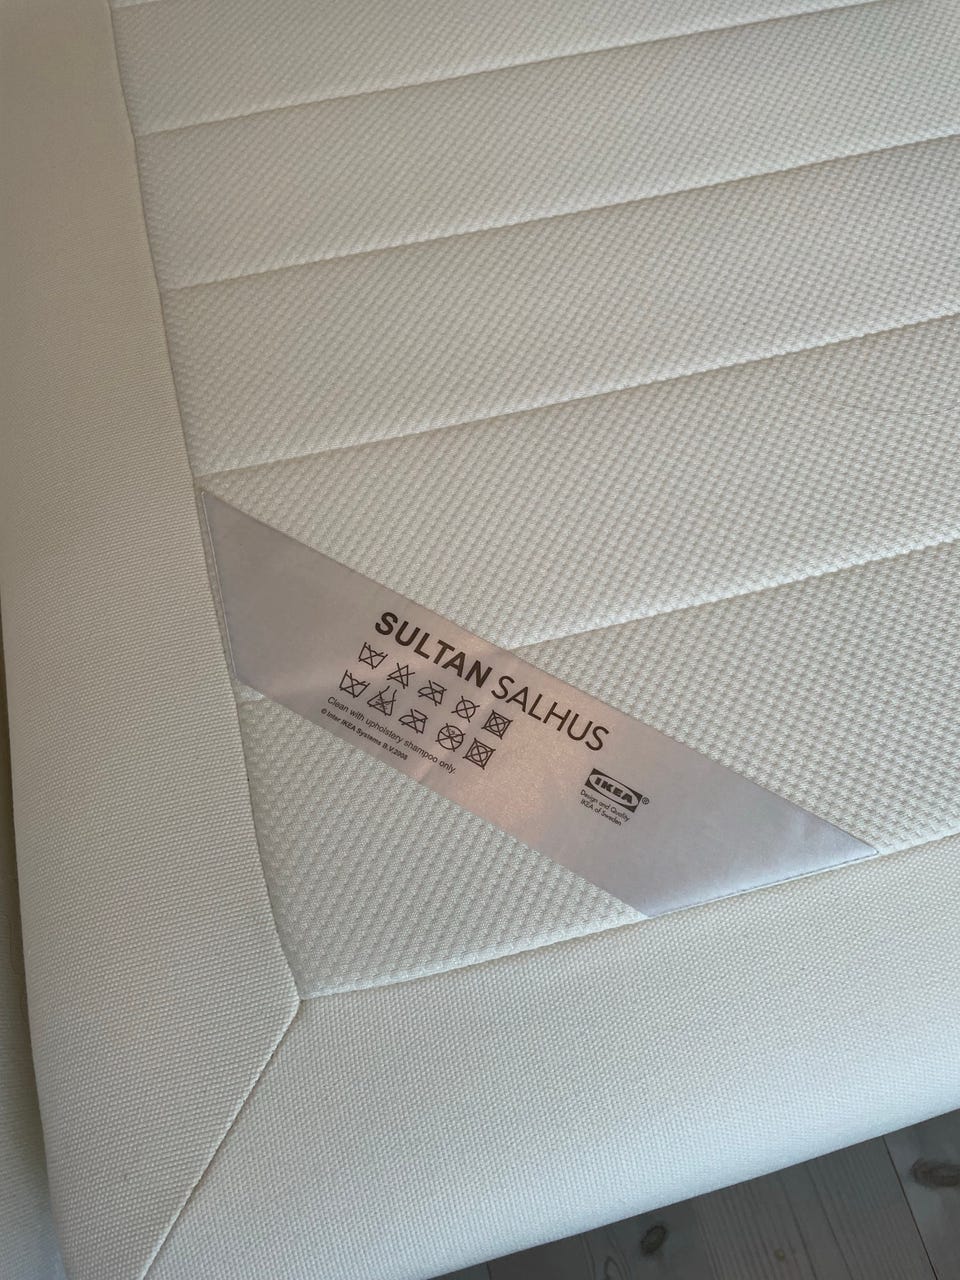 SULTAN SALHUS
Clean with upholstery shampoo only.
© Inter IKEA Systems B.V.2008
IKEA®
Design and Quality
IKEA of Sweden